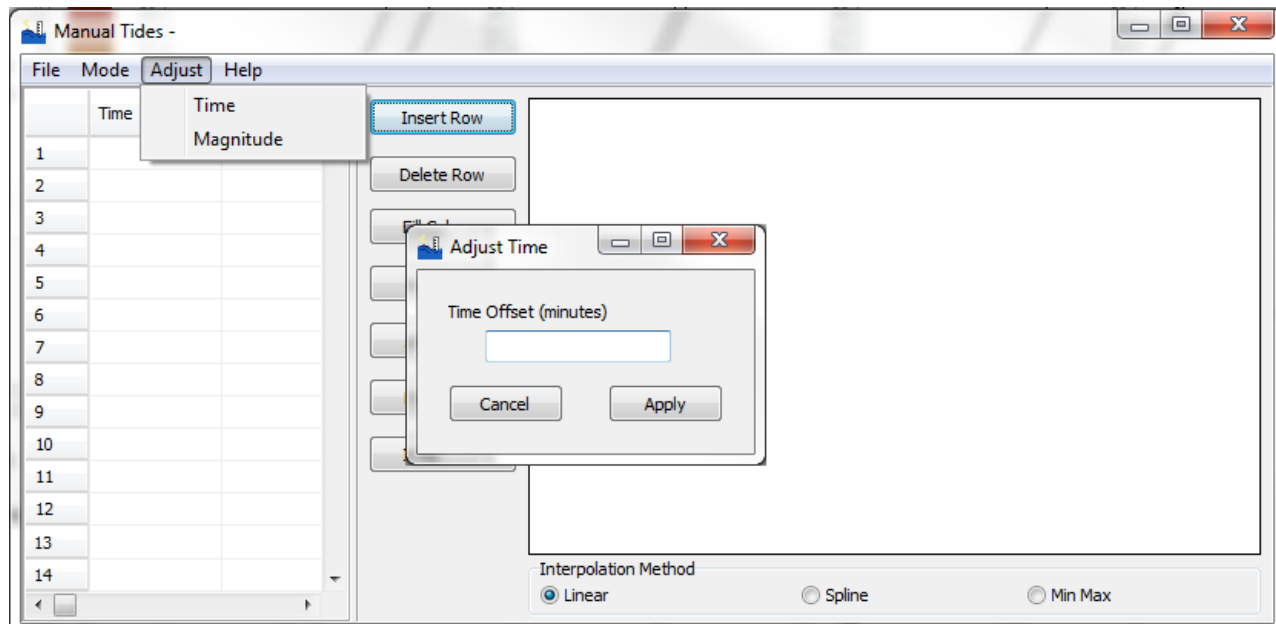 Manual Tides -
File Mode Adjust Help
Time
Magnitude
Time
1
2
3
4
5
6
7
8
9
10
11
12
13
14
Insert Row
Delete Row
Adjust Time
Time Offset (minutes)
Cancel Apply
Interpolation Method
Linear Spline Min Max